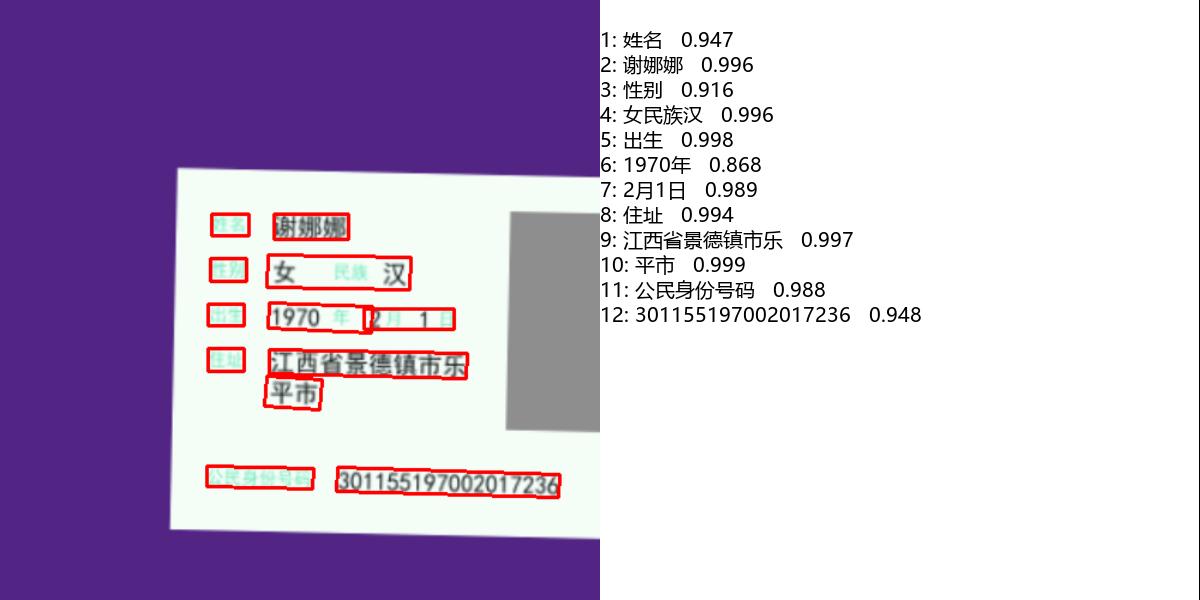 姓名 谢娜娜
性别 女 民族 汉
出生 1970 年 2 月 1 日
住址 江西省景德镇市乐
平市
公民身份号码 301155197002017236
1: 姓名 0.947
2: 谢娜娜 0.996
3: 性别 0.916
4: 女民族汉 0.996
5: 出生 0.998
6: 1970年 0.868
7: 2月1日 0.989
8: 住址 0.994
9: 江西省景德镇市乐 0.997
10: 平市 0.999
11: 公民身份号码 0.988
12: 301155197002017236 0.948